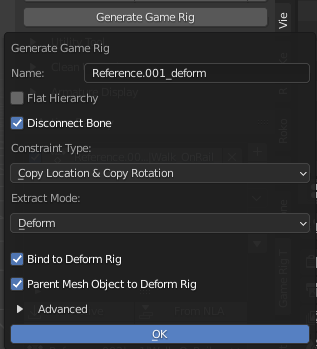 Generate Game Rig
Vie
Generate Game Rig
Name:
Reference.001_deform
Flat Hierarchy
Disconnect Bone
Constraint Type:
Copy Location & Copy Rotation
Extract Mode:
Deform
Bind to Deform Rig
Parent Mesh Object to Deform Rig
Advanced
OK